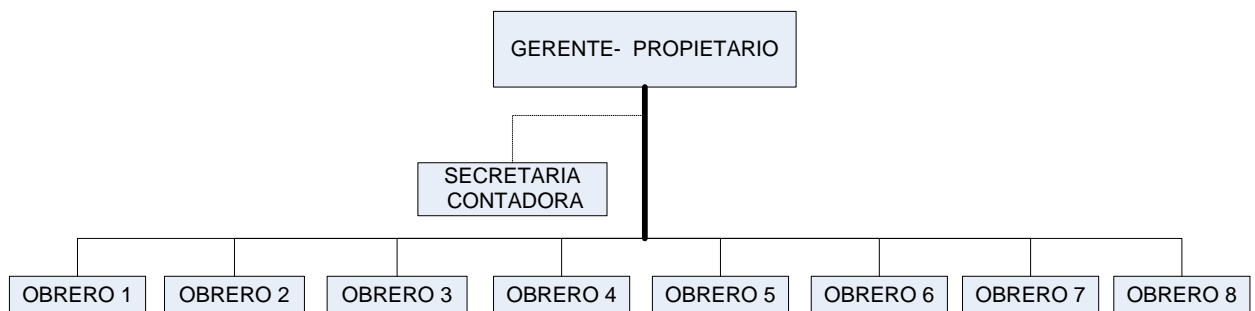 GERENTE- PROPIETARIO
SECRETARIA
CONTADORA
OBRERO 1
OBRERO 2
OBRERO 3
OBRERO 4
OBRERO 5
OBRERO 6
OBRERO 7
OBRERO 8